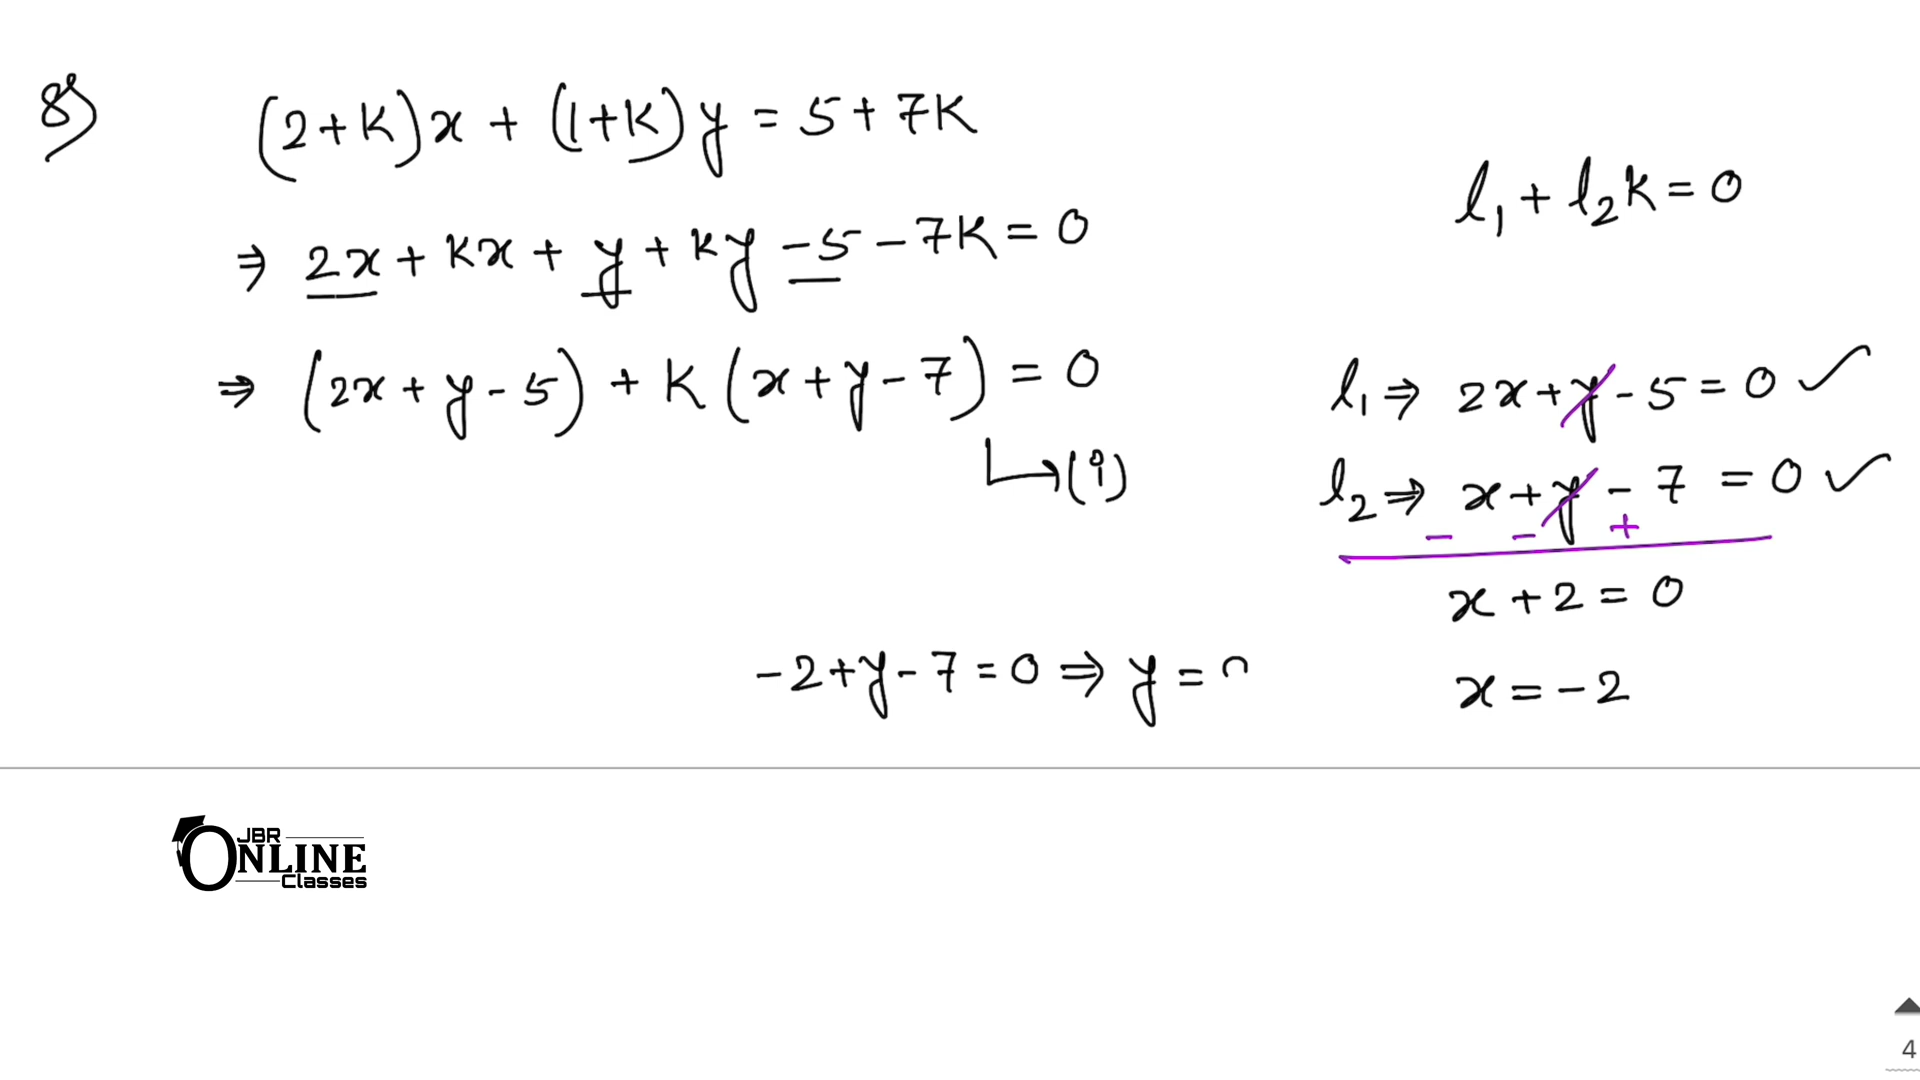 8)
(2+K)x + (1+K)y = 5 + 7K
⇒ 2x + Kx + y + Ky - 5 - 7K = 0
⇒ (2x + y - 5) + K(x + y - 7) = 0
↳ (i)
l₁ + l₂K = 0
l₁ ⇒ 2x + y - 5 = 0 ✓
l₂ ⇒ x + y - 7 = 0 ✓
- - +
x + 2 = 0
x = -2
-2 + y - 7 = 0 ⇒ y =
JBR
ONLINE
Classes
4